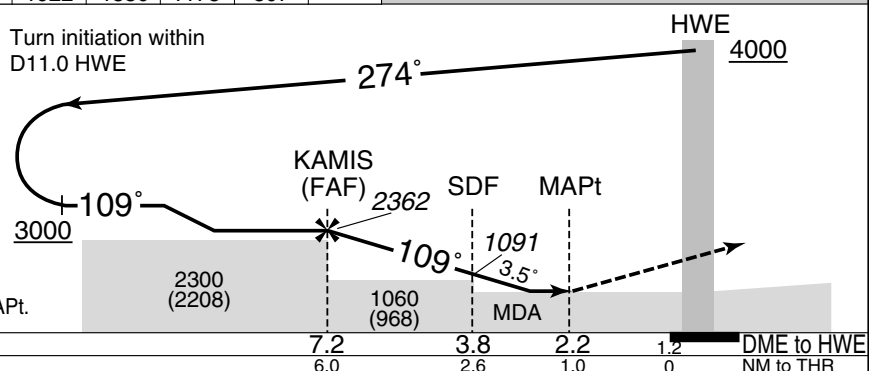 Turn initiation within
D11.0 HWE
HWE
4000
274°
KAMIS
(FAF)
SDF
MAPt
2362
109°
3000
109°
1091
3.5°
2300
(2208)
1060
(968)
MDA
APt.
7.2 3.8 2.2 1.2 DME to HWE
6.0 2.6 1.0 0 NM to THR